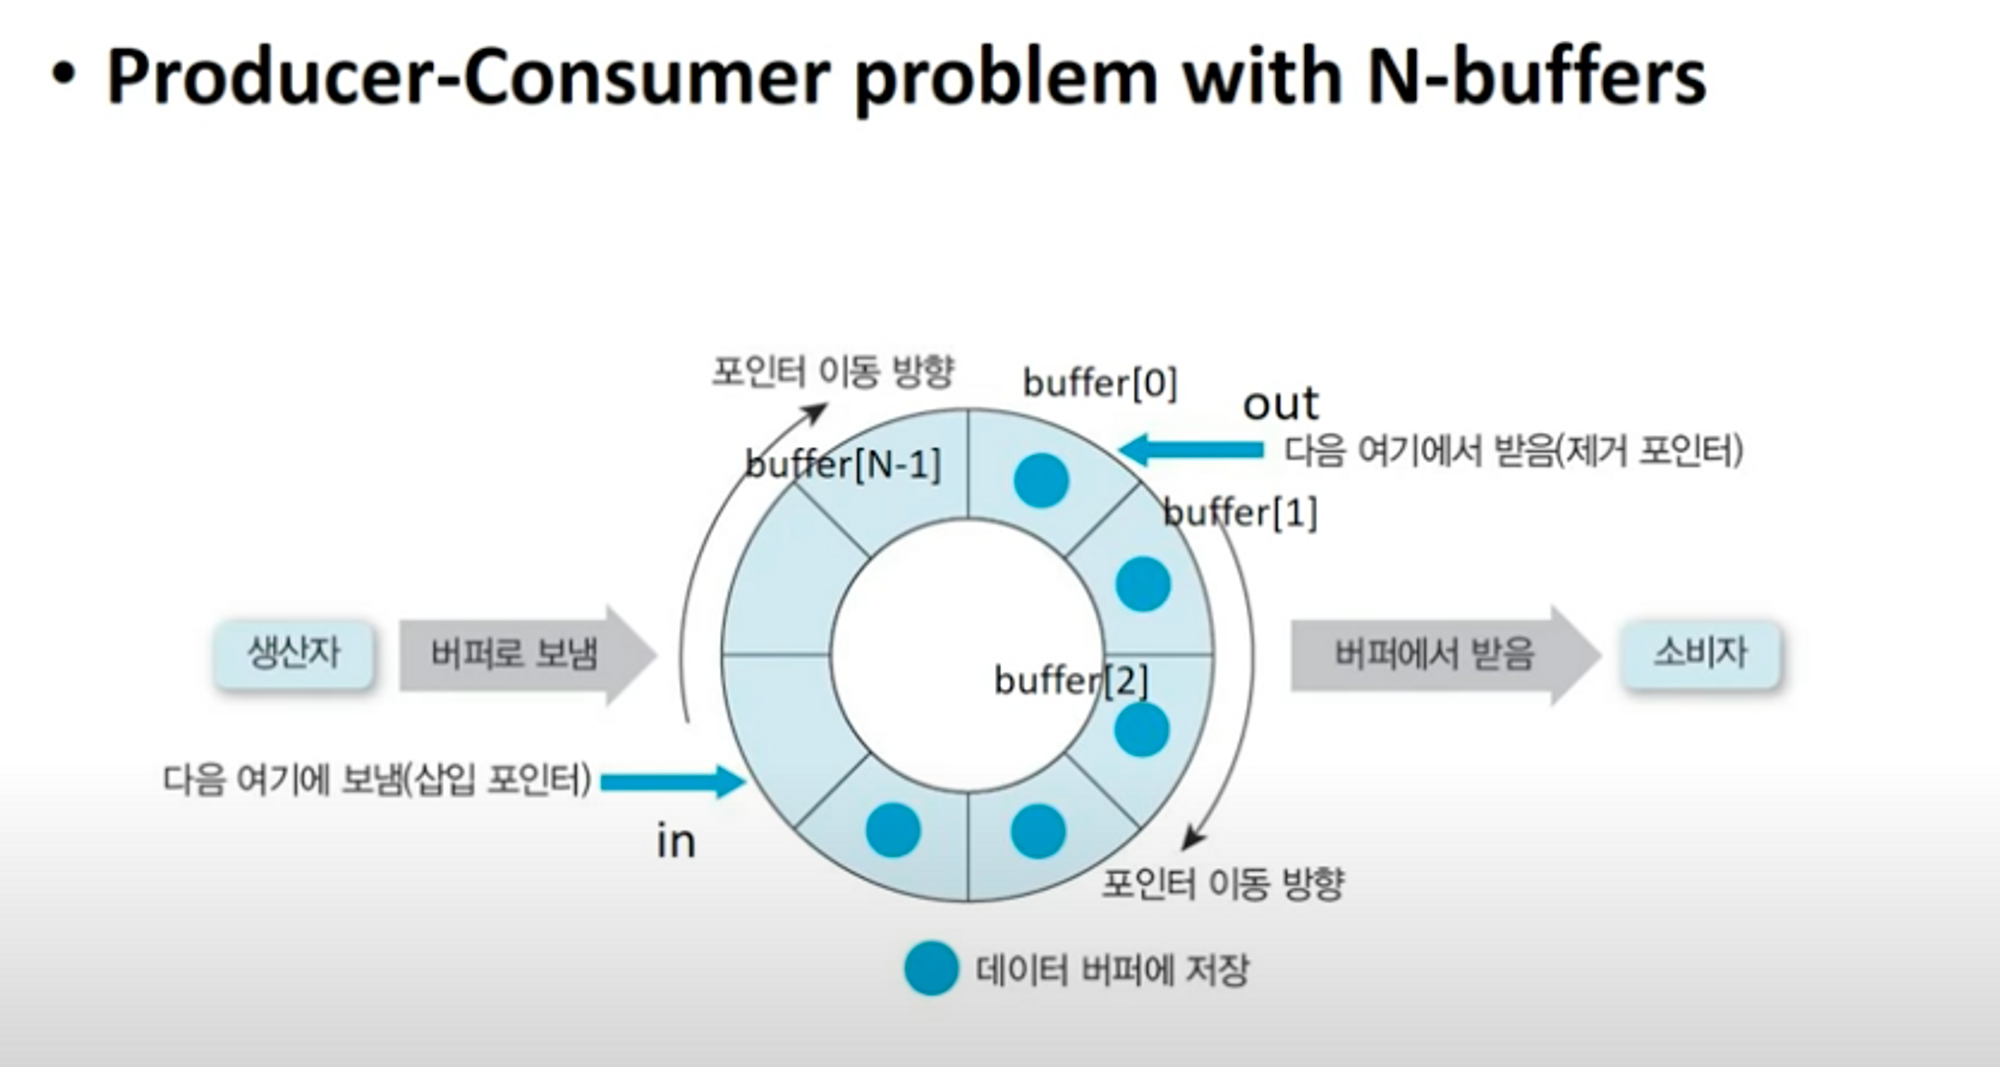 • Producer-Consumer problem with N-buffers
포인터 이동 방향
buffer[0]
out
다음 여기에서 받음(제거 포인터)
buffer[N-1]
buffer[1]
생산자
버퍼로 보냄
buffer[2]
버퍼에서 받음
소비자
다음 여기에 보냄(삽입 포인터)
in
포인터 이동 방향
데이터 버퍼에 저장